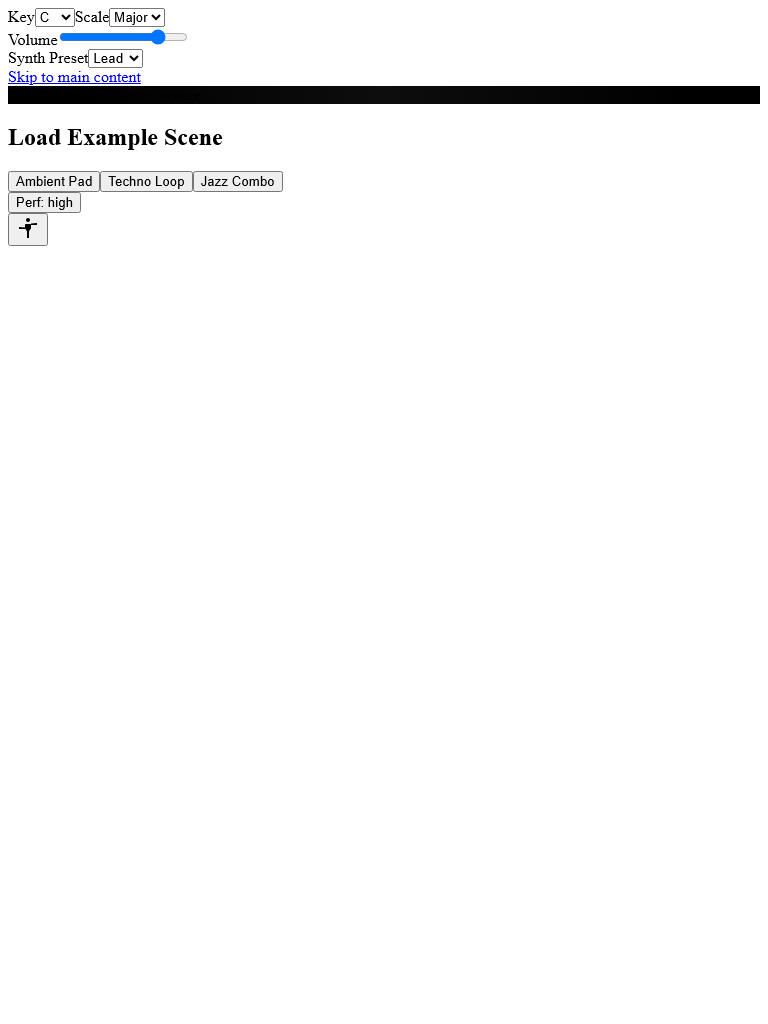 Key C Scale Major
Volume
Synth Preset Lead
Skip to main content
Load Example Scene
Ambient Pad Techno Loop Jazz Combo
Perf: high